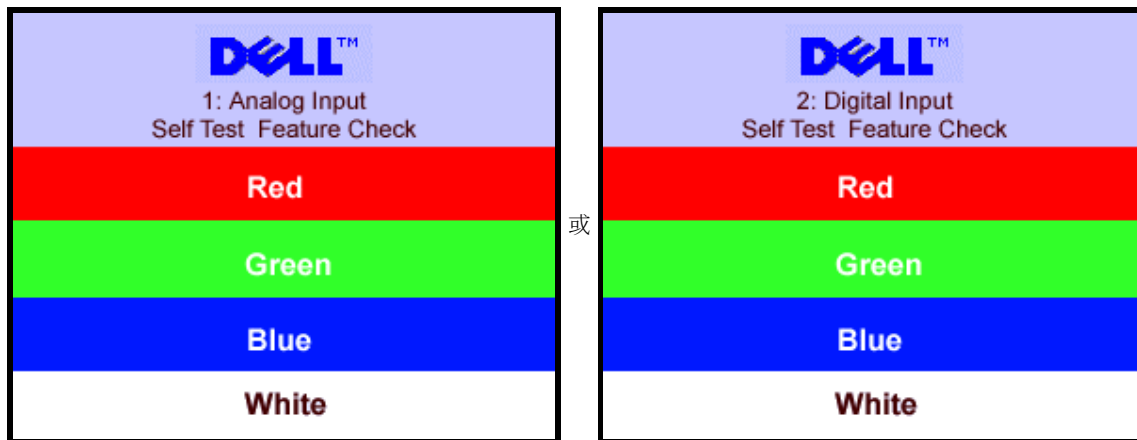 DELL™
1: Analog Input
Self Test Feature Check
Red
Green
Blue
White
或
DELL™
2: Digital Input
Self Test Feature Check
Red
Green
Blue
White